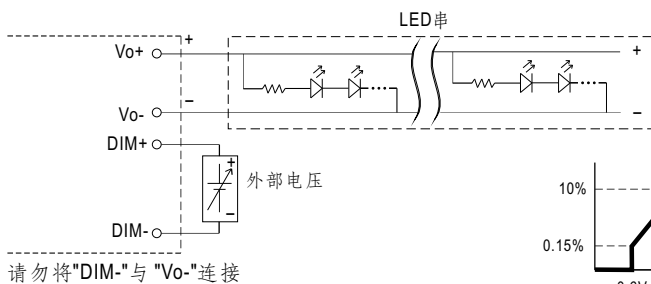 LED串
Vo+
+
+
−
Vo-
−
DIM+
+
外部电压
−
DIM-
10%
0.15%
请勿将"DIM-"与 "Vo-"连接